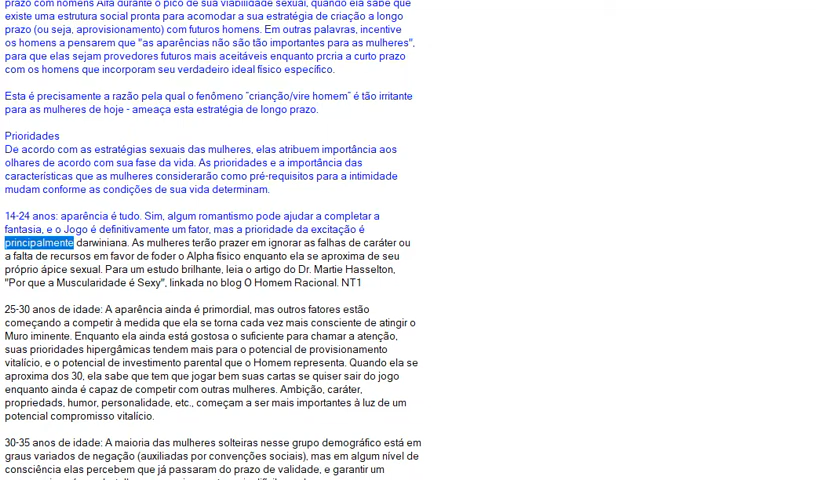 prazo com homens Alfa durante o pico de sua viabilidade sexual, quando ela sabe que
existe uma estrutura social pronta para acomodar a sua estratégia de criação a longo
prazo (ou seja, aprovisionamento) com futuros homens. Em outras palavras, incentive
os homens a pensarem que "as aparências não são tão importantes para as mulheres",
para que elas sejam provedores futuros mais aceitáveis enquanto prcria a curto prazo
com os homens que incorporam seu verdadeiro ideal físico específico.
Esta é precisamente a razão pela qual o fenômeno "crianção/vire homem" é tão irritante
para as mulheres de hoje - ameaça esta estratégia de longo prazo.
Prioridades
De acordo com as estratégias sexuais das mulheres, elas atribuem importância aos
olhares de acordo com sua fase da vida. As prioridades e a importância das
características que as mulheres considerarão como pré-requisitos para a intimidade
mudam conforme as condições de sua vida determinam.
14-24 anos: aparência é tudo. Sim, algum romantismo pode ajudar a completar a
fantasia, e o Jogo é definitivamente um fator, mas a prioridade da excitação é
principalmente darwiniana. As mulheres terão prazer em ignorar as falhas de caráter ou
a falta de recursos em favor de foder o Alpha físico enquanto ela se aproxima de seu
próprio ápice sexual. Para um estudo brilhante, leia o artigo do Dr. Martie Hasselton,
"Por que a Muscularidade é Sexy", linkada no blog O Homem Racional. NT1
25-30 anos de idade: A aparência ainda é primordial, mas outros fatores estão
começando a competir à medida que ela se torna cada vez mais consciente de atingir o
Muro iminente. Enquanto ela ainda está gostosa o suficiente para chamar a atenção,
suas prioridades hipergâmicas tendem mais para o potencial de provisionamento
vitalício, e o potencial de investimento parental que o Homem representa. Quando ela se
aproxima dos 30, ela sabe que tem que jogar bem suas cartas se quiser sair do jogo
enquanto ainda é capaz de competir com outras mulheres. Ambição, caráter,
propriedads, humor, personalidade, etc., começam a ser mais importantes à luz de um
potencial compromisso vitalício.
30-35 anos de idade: A maioria das mulheres solteiras nesse grupo demográfico está em
graus variados de negação (auxiliadas por convenções sociais), mas em algum nível de
consciência elas percebem que já passaram do prazo de validade, e garantir um